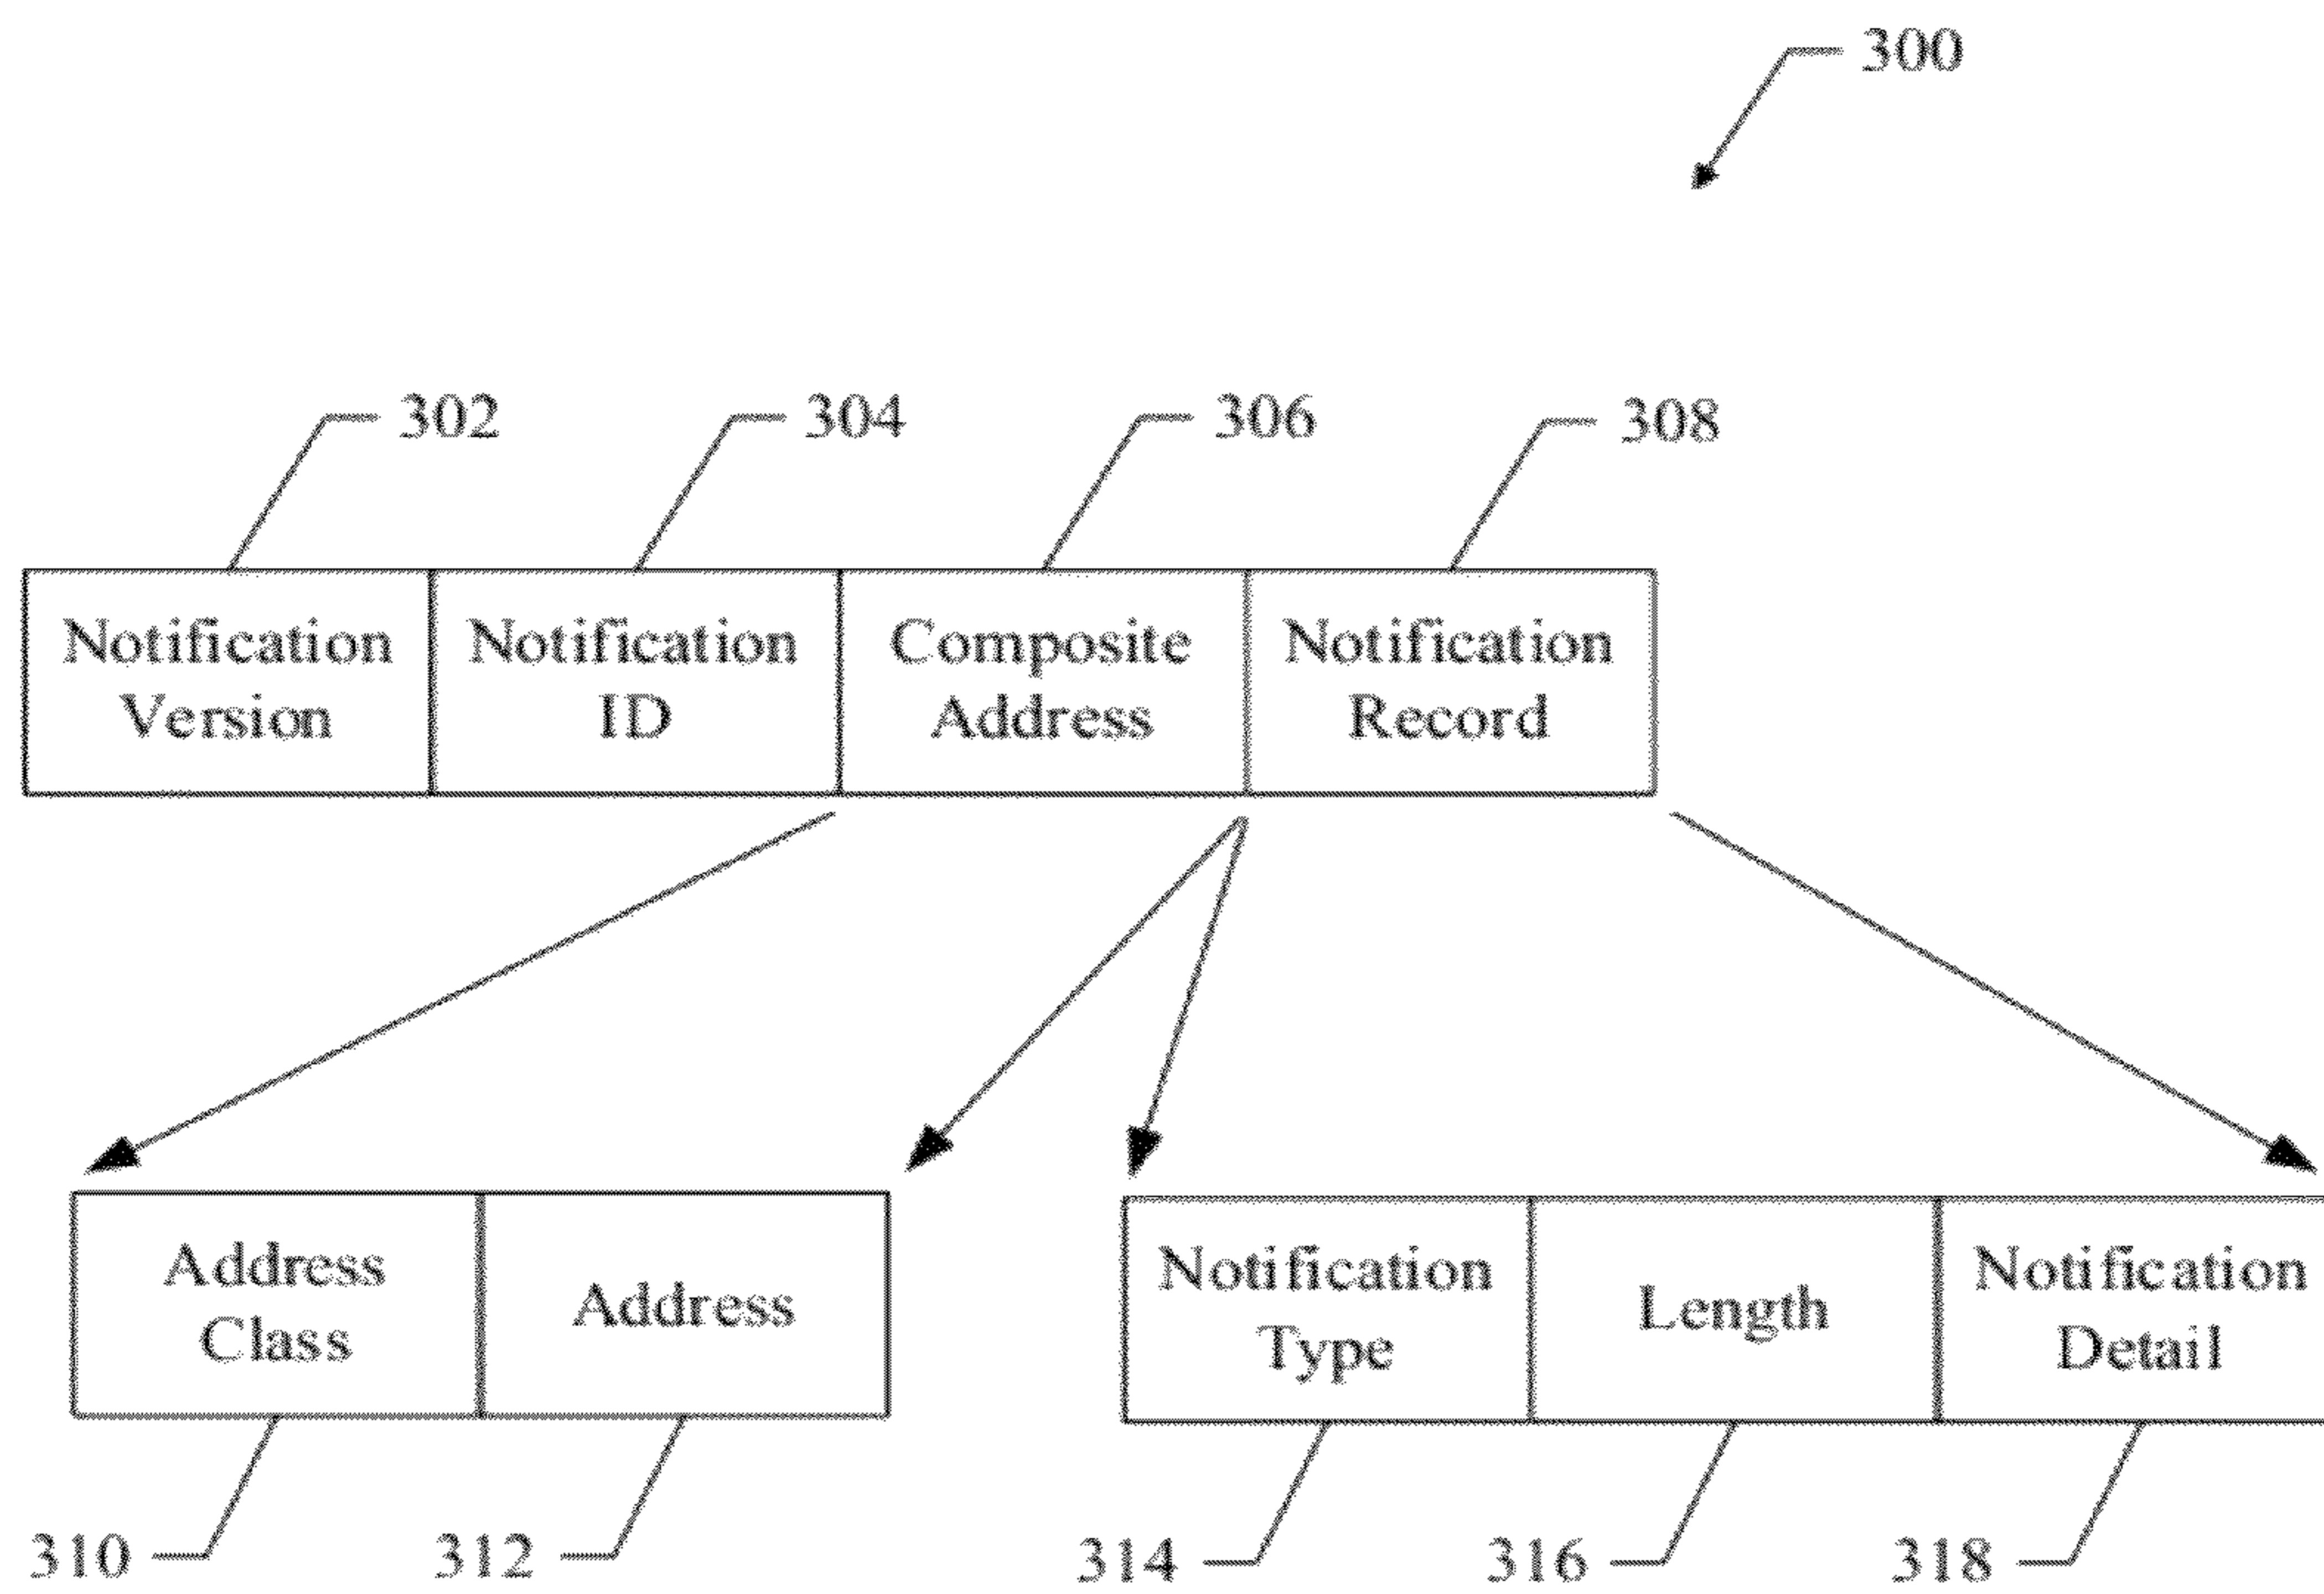 300
302
304
306
308
Notification
Version
Notification
ID
Composite
Address
Notification
Record
Address
Class
Address
Notification
Type
Length
Notification
Detail
310
312
314
316
318